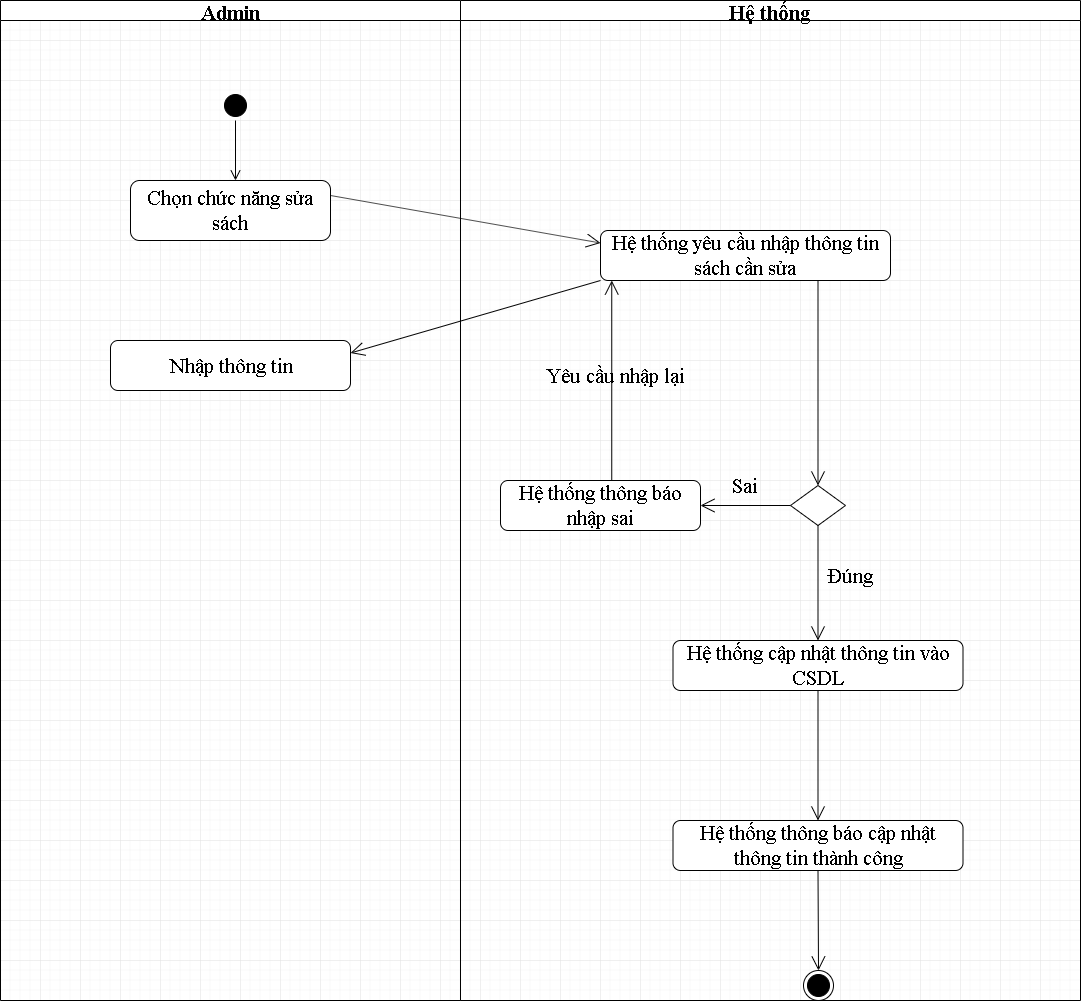 Admin
Hệ thống
Chọn chức năng sửa
sách
Hệ thống yêu cầu nhập thông tin
sách cần sửa
Nhập thông tin
Yêu cầu nhập lại
Hệ thống thông báo
nhập sai
Sai
Đúng
Hệ thống cập nhật thông tin vào
CSDL
Hệ thống thông báo cập nhật
thông tin thành công